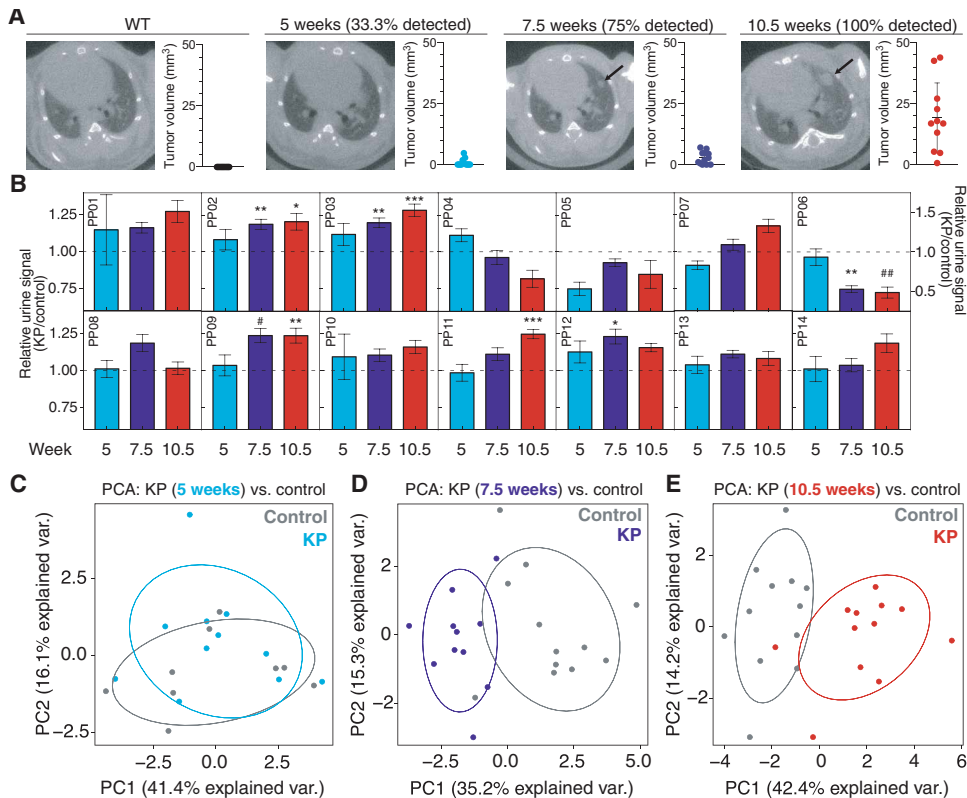 A
WT
5 weeks (33.3% detected)
7.5 weeks (75% detected)
10.5 weeks (100% detected)
Tumor volume (mm³)
50
25
0
Tumor volume (mm³)
50
25
0
Tumor volume (mm³)
50
25
0
Tumor volume (mm³)
50
25
0
B
Relative urine signal
(KP/control)
1.25
1.00
0.75
PP01
PP02
**
*
PP03
**
***
PP04
PP05
PP07
PP06
**
##
1.5
1.0
0.5
Relative urine signal
(KP/control)
1.25
1.00
0.75
PP08
PP09
#
**
PP10
PP11
***
PP12
*
PP13
PP14
Week
5 7.5 10.5
5 7.5 10.5
5 7.5 10.5
5 7.5 10.5
5 7.5 10.5
5 7.5 10.5
5 7.5 10.5
C
PCA: KP (5 weeks) vs. control
Control
KP
PC2 (16.1% explained var.)
2.5
0.0
−2.5
−2.5 0.0 2.5
PC1 (41.4% explained var.)
D
PCA: KP (7.5 weeks) vs. control
Control
KP
PC2 (15.3% explained var.)
2
0
−2
−2.5 0.0 2.5 5.0
PC1 (35.2% explained var.)
E
PCA: KP (10.5 weeks) vs. control
Control
KP
PC2 (14.2% explained var.)
2
0
−2
−4 −2 0 2 4 6
PC1 (42.4% explained var.)